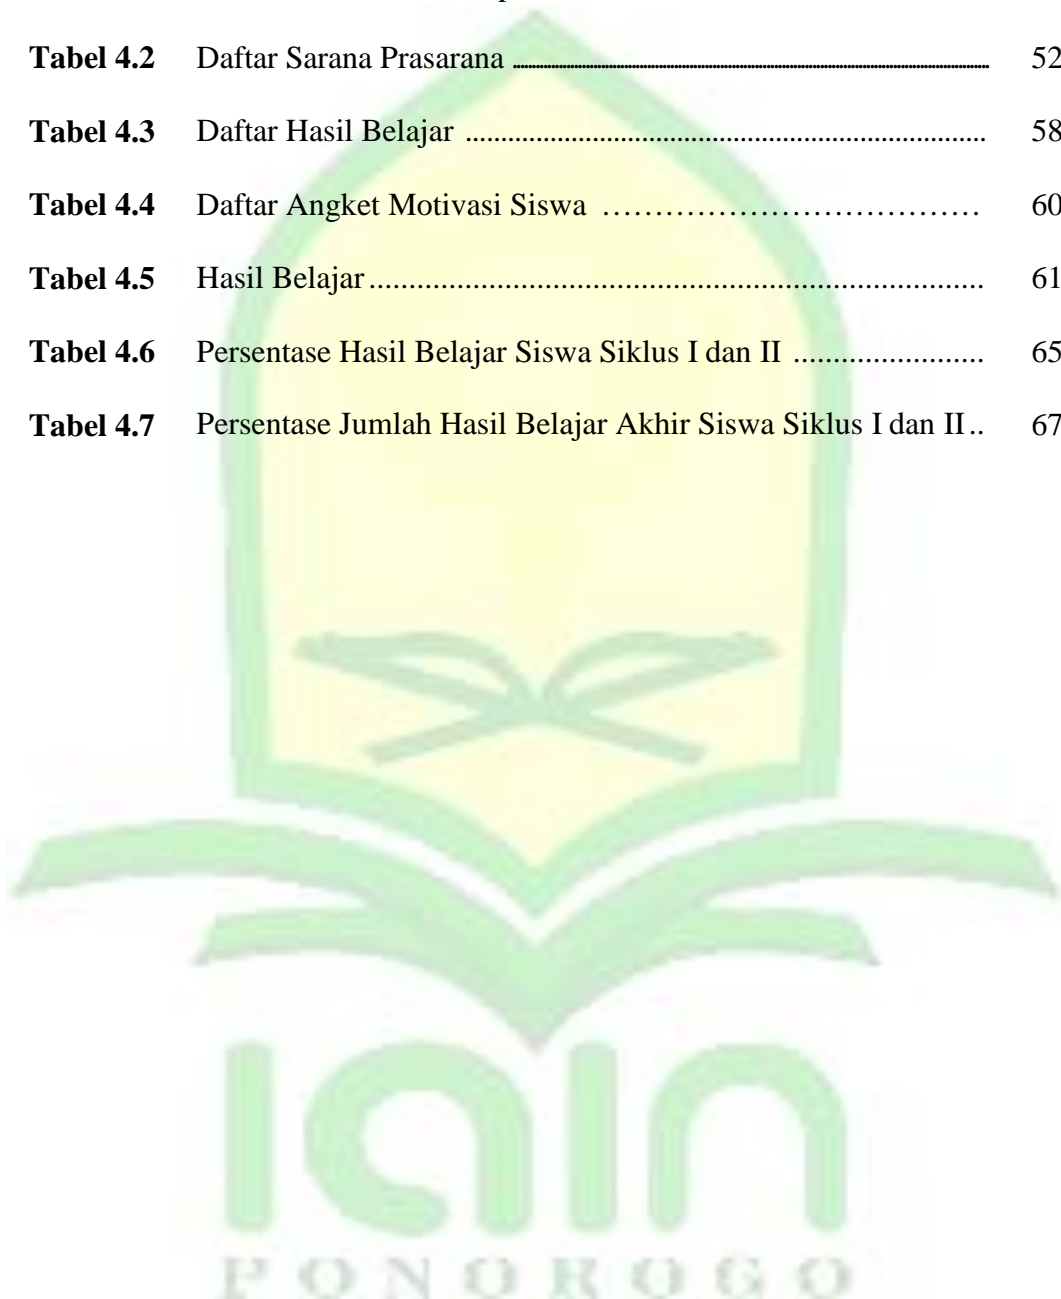 Tabel 4.2 Daftar Sarana Prasarana ........................................................................ 52
Tabel 4.3 Daftar Hasil Belajar ................................................................. 58
Tabel 4.4 Daftar Angket Motivasi Siswa ……………………………… 60
Tabel 4.5 Hasil Belajar ............................................................................. 61
Tabel 4.6 Persentase Hasil Belajar Siswa Siklus I dan II ........................ 65
Tabel 4.7 Persentase Jumlah Hasil Belajar Akhir Siswa Siklus I dan II .. 67
iain
PONOROGO